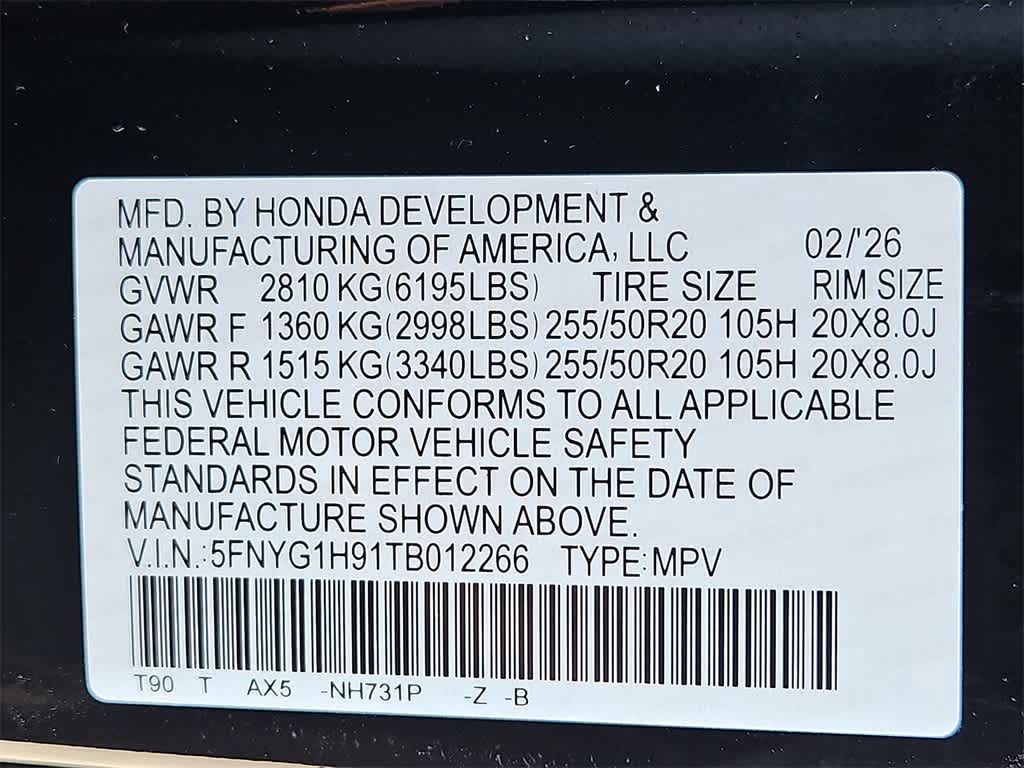 MFD. BY HONDA DEVELOPMENT &
MANUFACTURING OF AMERICA, LLC 02/'26
GVWR 2810 KG(6195LBS) TIRE SIZE RIM SIZE
GAWR F 1360 KG(2998LBS) 255/50R20 105H 20X8.0J
GAWR R 1515 KG(3340LBS) 255/50R20 105H 20X8.0J
THIS VEHICLE CONFORMS TO ALL APPLICABLE
FEDERAL MOTOR VEHICLE SAFETY
STANDARDS IN EFFECT ON THE DATE OF
MANUFACTURE SHOWN ABOVE.
V.I.N.:5FNYG1H91TB012266 TYPE:MPV
T90 T AX5 -NH731P -Z -B